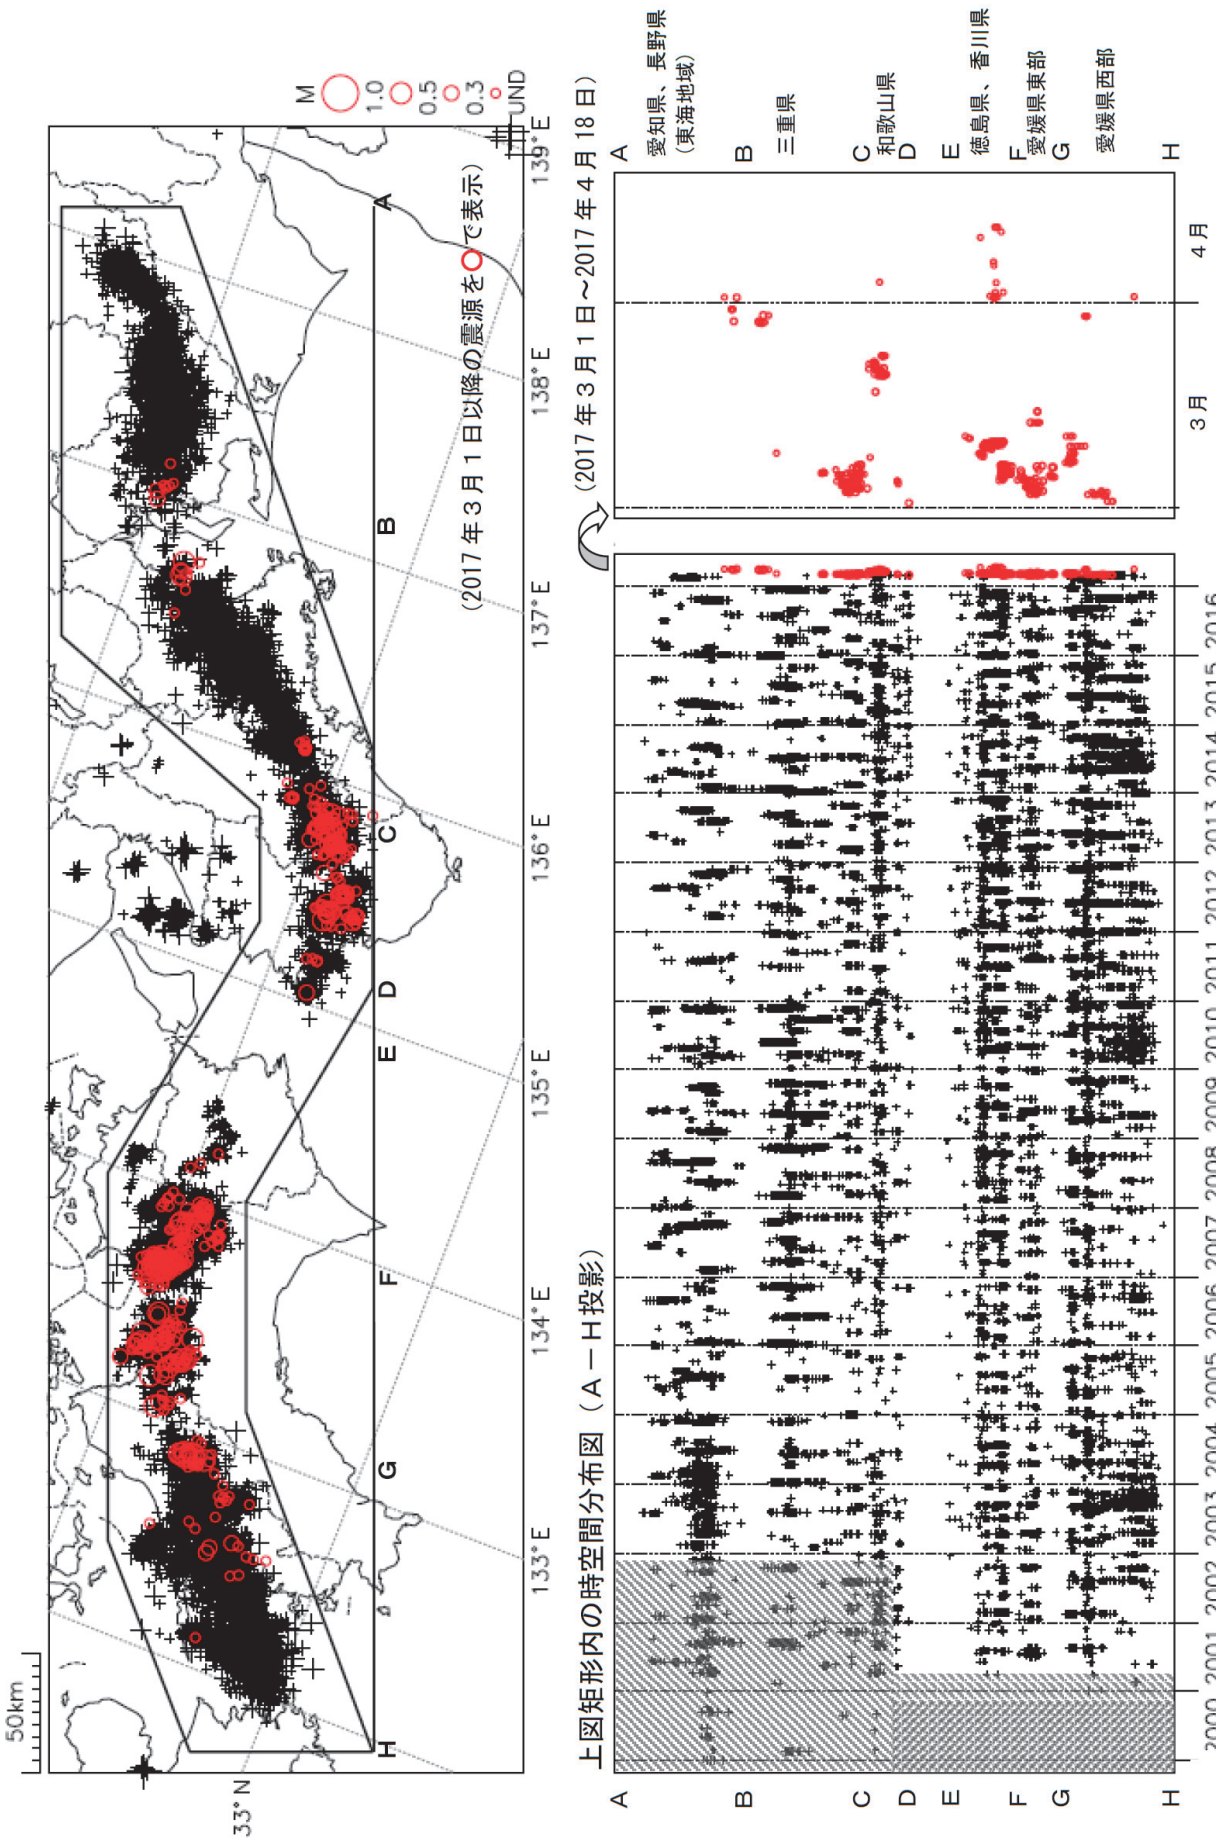 50km
33° N
133° E
134° E
135° E
136° E
137° E
138° E
139° E
H
G
F
E
D
C
B
A
M
1.0
0.5
0.3
UND
(2017年3月1日以降の震源を○で表示)
上図矩形内の時空間分布図（A－H投影）
(2017年3月1日～2017年4月18日)
A
B
C
D
E
F
G
H
2000 2001 2002 2003 2004 2005 2006 2007 2008 2009 2010 2011 2012 2013 2014 2015 2016
3月
4月
A
愛知県、長野県
(東海地域)
B
三重県
C
和歌山県
D
E
徳島県、香川県
F
愛媛県東部
G
愛媛県西部
H